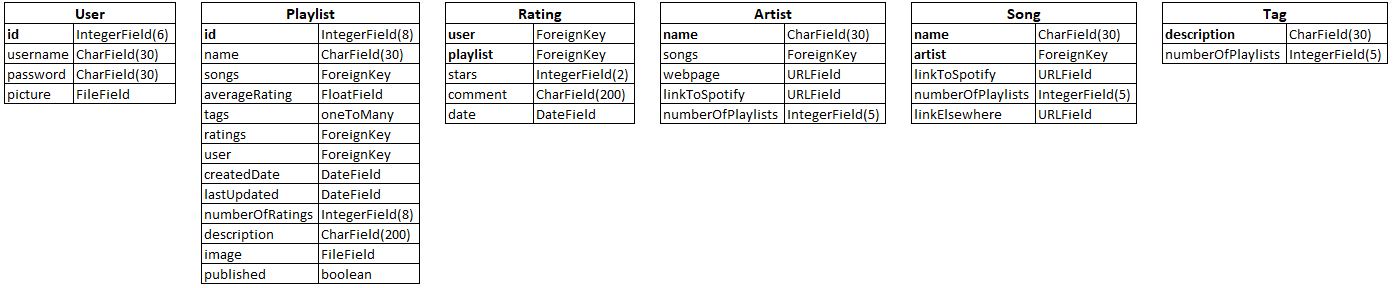 User
id IntegerField(6)
username CharField(30)
password CharField(30)
picture FileField
Playlist
id IntegerField(8)
name CharField(30)
songs ForeignKey
averageRating FloatField
tags oneToMany
ratings ForeignKey
user ForeignKey
createdDate DateField
lastUpdated DateField
numberOfRatings IntegerField(8)
description CharField(200)
image FileField
published boolean
Rating
user ForeignKey
playlist ForeignKey
stars IntegerField(2)
comment CharField(200)
date DateField
Artist
name CharField(30)
songs ForeignKey
webpage URLField
linkToSpotify URLField
numberOfPlaylists IntegerField(5)
Song
name CharField(30)
artist ForeignKey
linkToSpotify URLField
numberOfPlaylists IntegerField(5)
linkElsewhere URLField
Tag
description CharField(30)
numberOfPlaylists IntegerField(5)